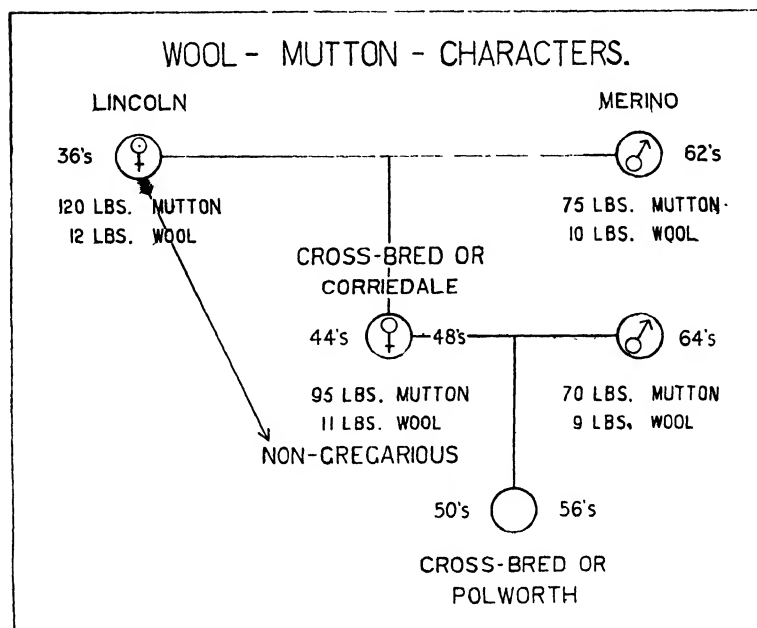 WOOL - MUTTON - CHARACTERS.
LINCOLN
MERINO
36's
62's
120 LBS. MUTTON
12 LBS. WOOL
75 LBS. MUTTON.
10 LBS. WOOL
CROSS-BRED OR
CORRIEDALE
44's
48's
64's
95 LBS. MUTTON
11 LBS. WOOL
70 LBS. MUTTON
9 LBS. WOOL
NON-GREGARIOUS
50's
56's
CROSS-BRED OR
POLWORTH